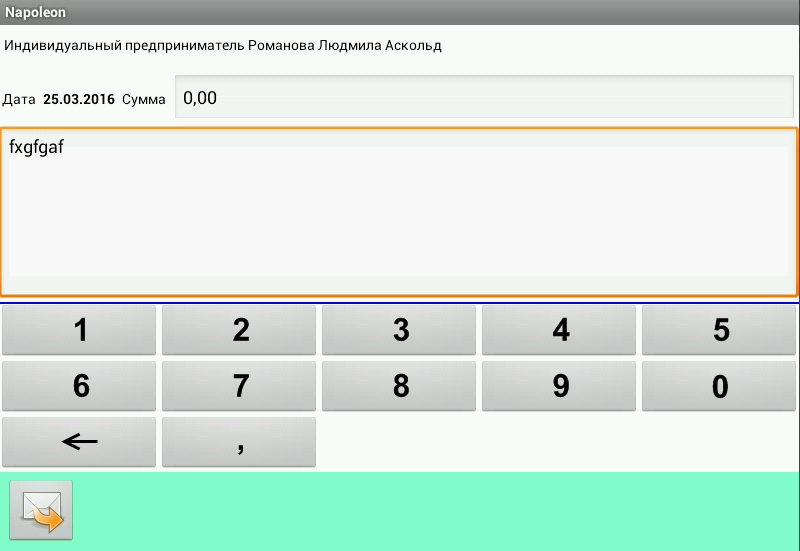 Napoleon
Индивидуальный предприниматель Романова Людмила Аскольд
Дата 25.03.2016 Сумма 0,00
fxgfgaf
1 2 3 4 5
6 7 8 9 0
← ,